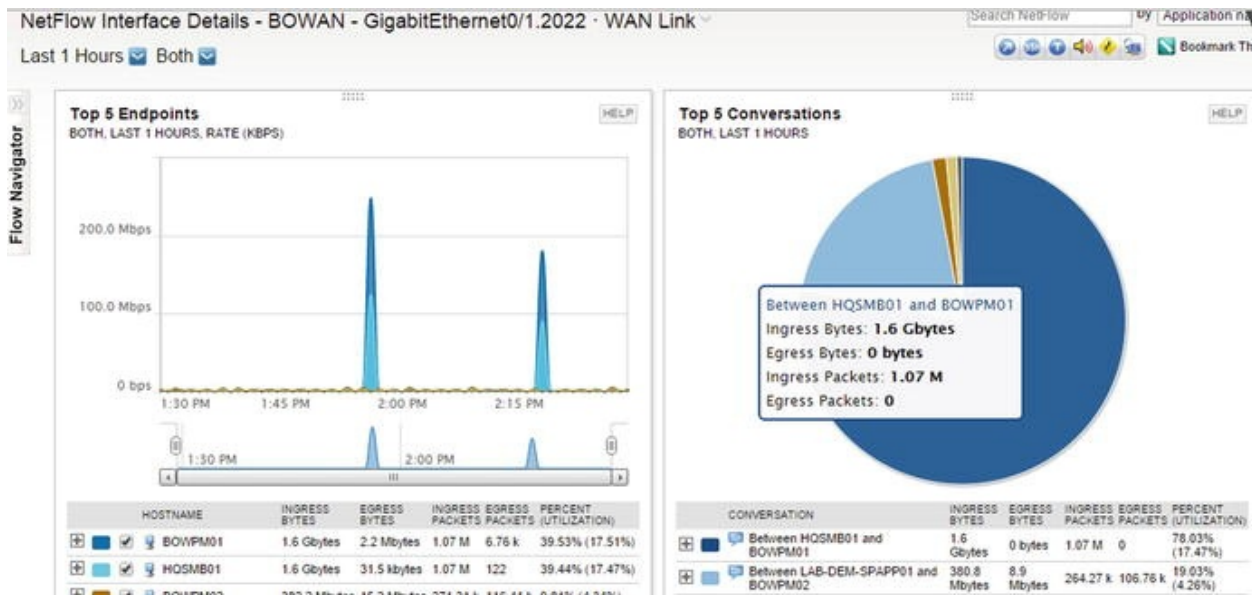 NetFlow Interface Details - BOWAN - GigabitEthernet0/1.2022 · WAN Link
Search NetFlow by Application na
Last 1 Hours Both
Bookmark Th
Flow Navigator
Top 5 Endpoints
HELP
BOTH, LAST 1 HOURS, RATE (KBPS)
200.0 Mbps
100.0 Mbps
0 bps
1:30 PM 1:45 PM 2:00 PM 2:15 PM
1:30 PM 2:00 PM
HOSTNAME INGRESS BYTES EGRESS BYTES INGRESS PACKETS EGRESS PACKETS PERCENT (UTILIZATION)
BOWPM01 1.6 Gbytes 2.2 Mbytes 1.07 M 6.76 k 39.53% (17.51%)
HQSMB01 1.6 Gbytes 31.5 kbytes 1.07 M 122 39.44% (17.47%)
Top 5 Conversations
HELP
BOTH, LAST 1 HOURS
Between HQSMB01 and BOWPM01
Ingress Bytes: 1.6 Gbytes
Egress Bytes: 0 bytes
Ingress Packets: 1.07 M
Egress Packets: 0
CONVERSATION INGRESS BYTES EGRESS BYTES INGRESS PACKETS EGRESS PACKETS PERCENT (UTILIZATION)
Between HQSMB01 and BOWPM01 1.6 Gbytes 0 bytes 1.07 M 0 78.03% (17.47%)
Between LAB-DEM-SPAPP01 and BOWPM02 380.8 Mbytes 8.9 Mbytes 264.27 k 106.76 k 19.03% (4.26%)